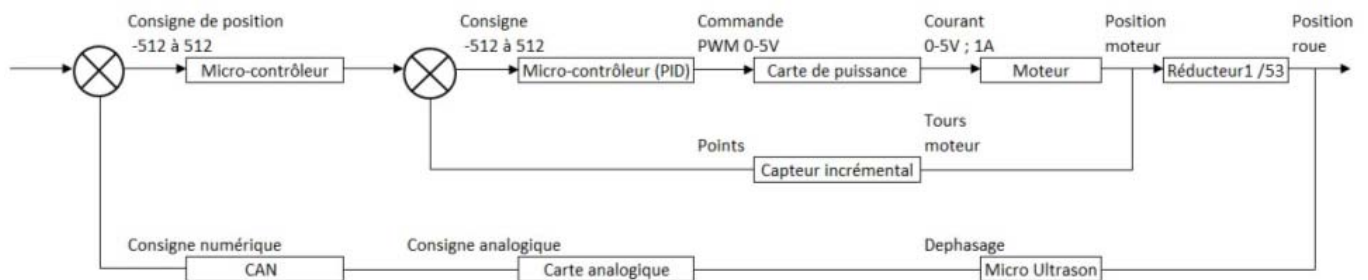 Consigne de position
-512 à 512
Consigne
-512 à 512
Commande
PWM 0-5V
Courant
0-5V ; 1A
Position
moteur
Position
roue
Micro-contrôleur
Micro-contrôleur (PID)
Carte de puissance
Moteur
Réducteur1 /53
Points
Tours
moteur
Capteur incrémental
Consigne numérique
Consigne analogique
Dephasage
CAN
Carte analogique
Micro Ultrason